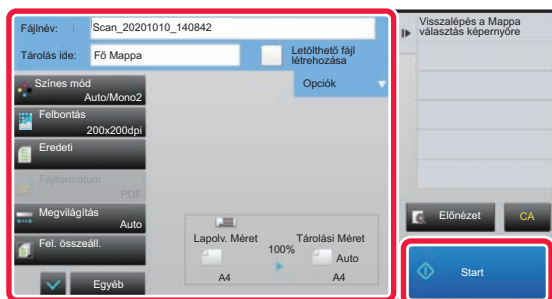 Fájlnév: : Scan_20201010_140842
Tárolás ide: Fő Mappa
Letölthető fájl
létrehozása
Opciók
Színes mód
Auto/Mono2
Felbontás
200x200dpi
Eredeti
Fájlformátum
PDF
Megvilágítás
Auto
Fel. összeáll.
Egyéb
Lapolv. Méret
A4
100%
Tárolási Méret
Auto
A4
Visszalépés a Mappa
választás képernyőre
Előnézet
CA
Start